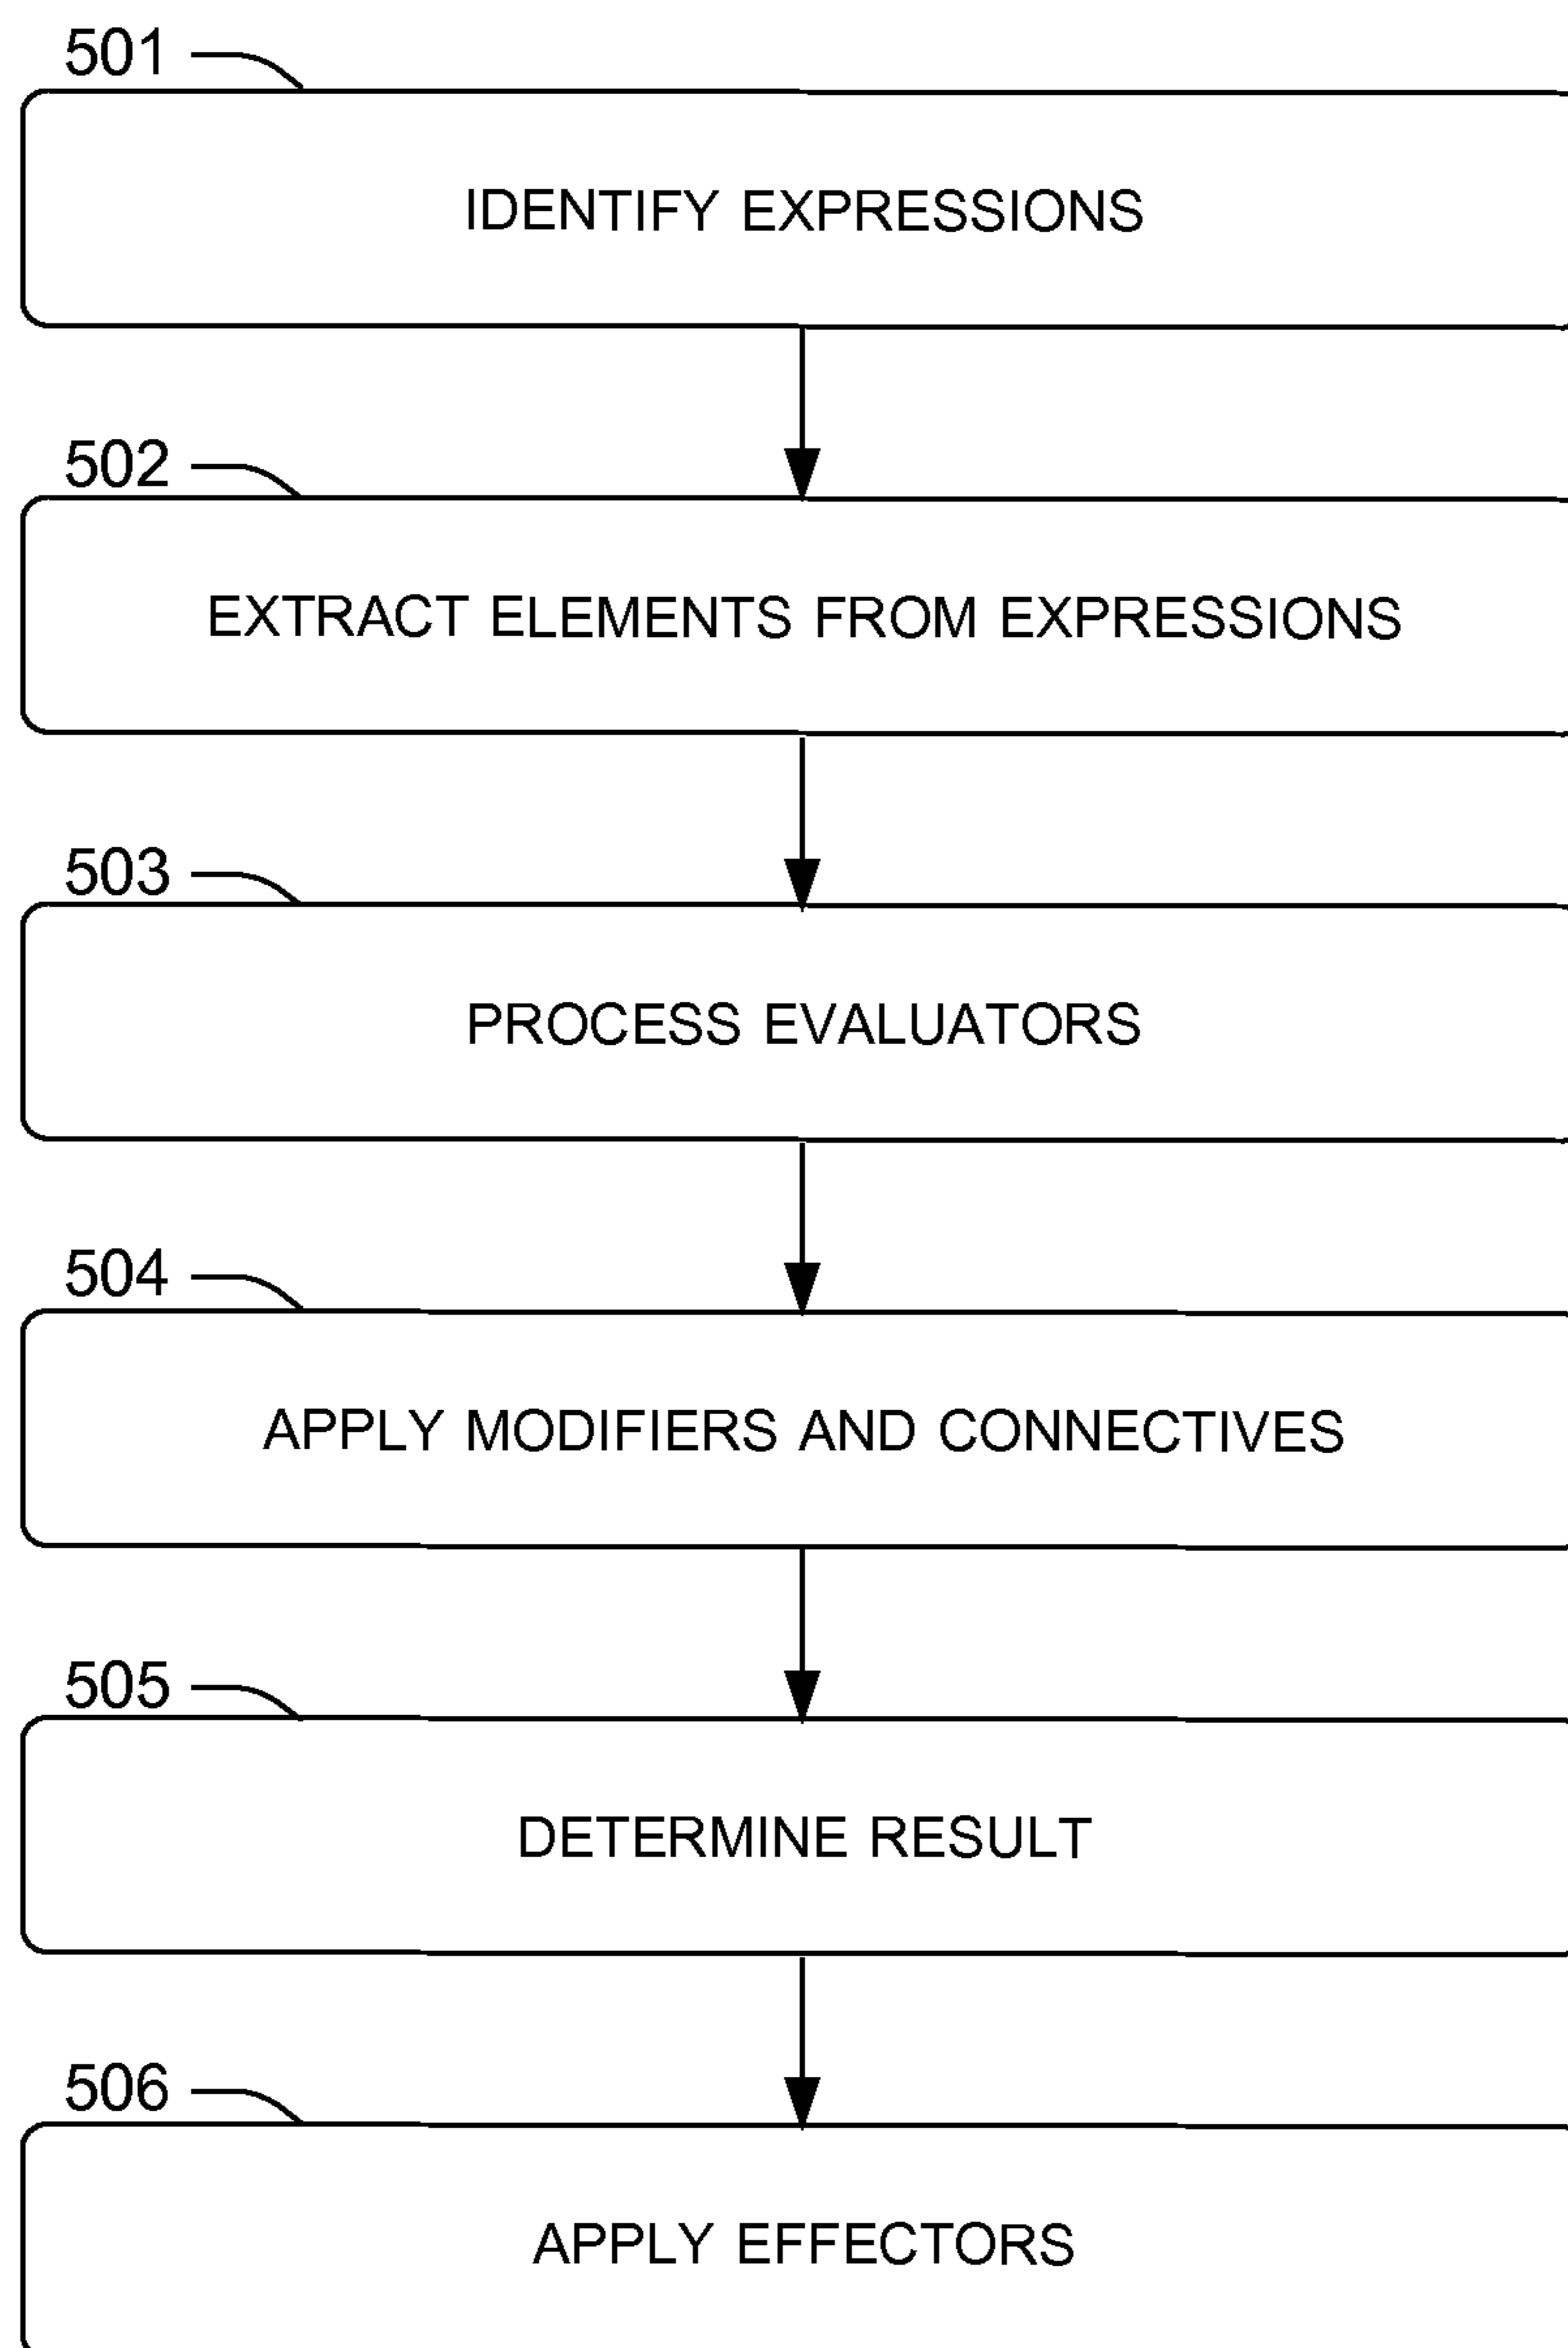 501
IDENTIFY EXPRESSIONS
502
EXTRACT ELEMENTS FROM EXPRESSIONS
503
PROCESS EVALUATORS
504
APPLY MODIFIERS AND CONNECTIVES
505
DETERMINE RESULT
506
APPLY EFFECTORS